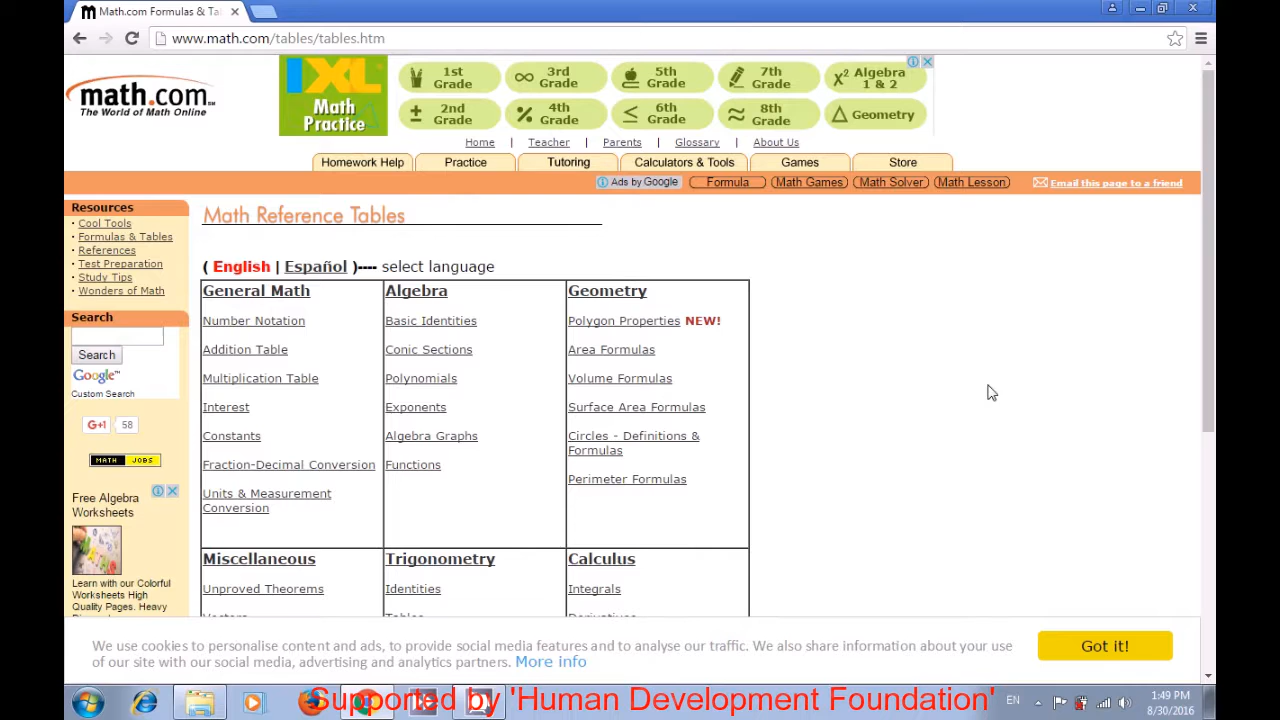 Math.com Formulas & Ta
www.math.com/tables/tables.htm
math.com
The World of Math Online
IXL
Math
Practice
1st
Grade
3rd
Grade
5th
Grade
7th
Grade
Algebra
1 & 2
2nd
Grade
4th
Grade
6th
Grade
8th
Grade
Geometry
Home | Teacher | Parents | Glossary | About Us
Homework Help Practice Tutoring Calculators & Tools Games Store
Ads by Google Formula Math Games Math Solver Math Lesson Email this page to a friend
Resources
· Cool Tools
· Formulas & Tables
· References
· Test Preparation
· Study Tips
· Wonders of Math
Search
Search
Google™
Custom Search
G+1 58
MATH JOBS
Free Algebra
Worksheets
Learn with our Colorful
Worksheets High
Quality Pages. Heavy
Math Reference Tables
( English | Español )---- select language
General Math
Number Notation
Addition Table
Multiplication Table
Interest
Constants
Fraction-Decimal Conversion
Units & Measurement
Conversion
Algebra
Basic Identities
Conic Sections
Polynomials
Exponents
Algebra Graphs
Functions
Geometry
Polygon Properties NEW!
Area Formulas
Volume Formulas
Surface Area Formulas
Circles - Definitions &
Formulas
Perimeter Formulas
Miscellaneous
Unproved Theorems
Vectors
Trigonometry
Identities
Tables
Calculus
Integrals
Derivatives
We use cookies to personalise content and ads, to provide social media features and to analyse our traffic. We also share information about your use
of our site with our social media, advertising and analytics partners. More info
Got it!
Supported by 'Human Development Foundation'
EN
1:49 PM
8/30/2016